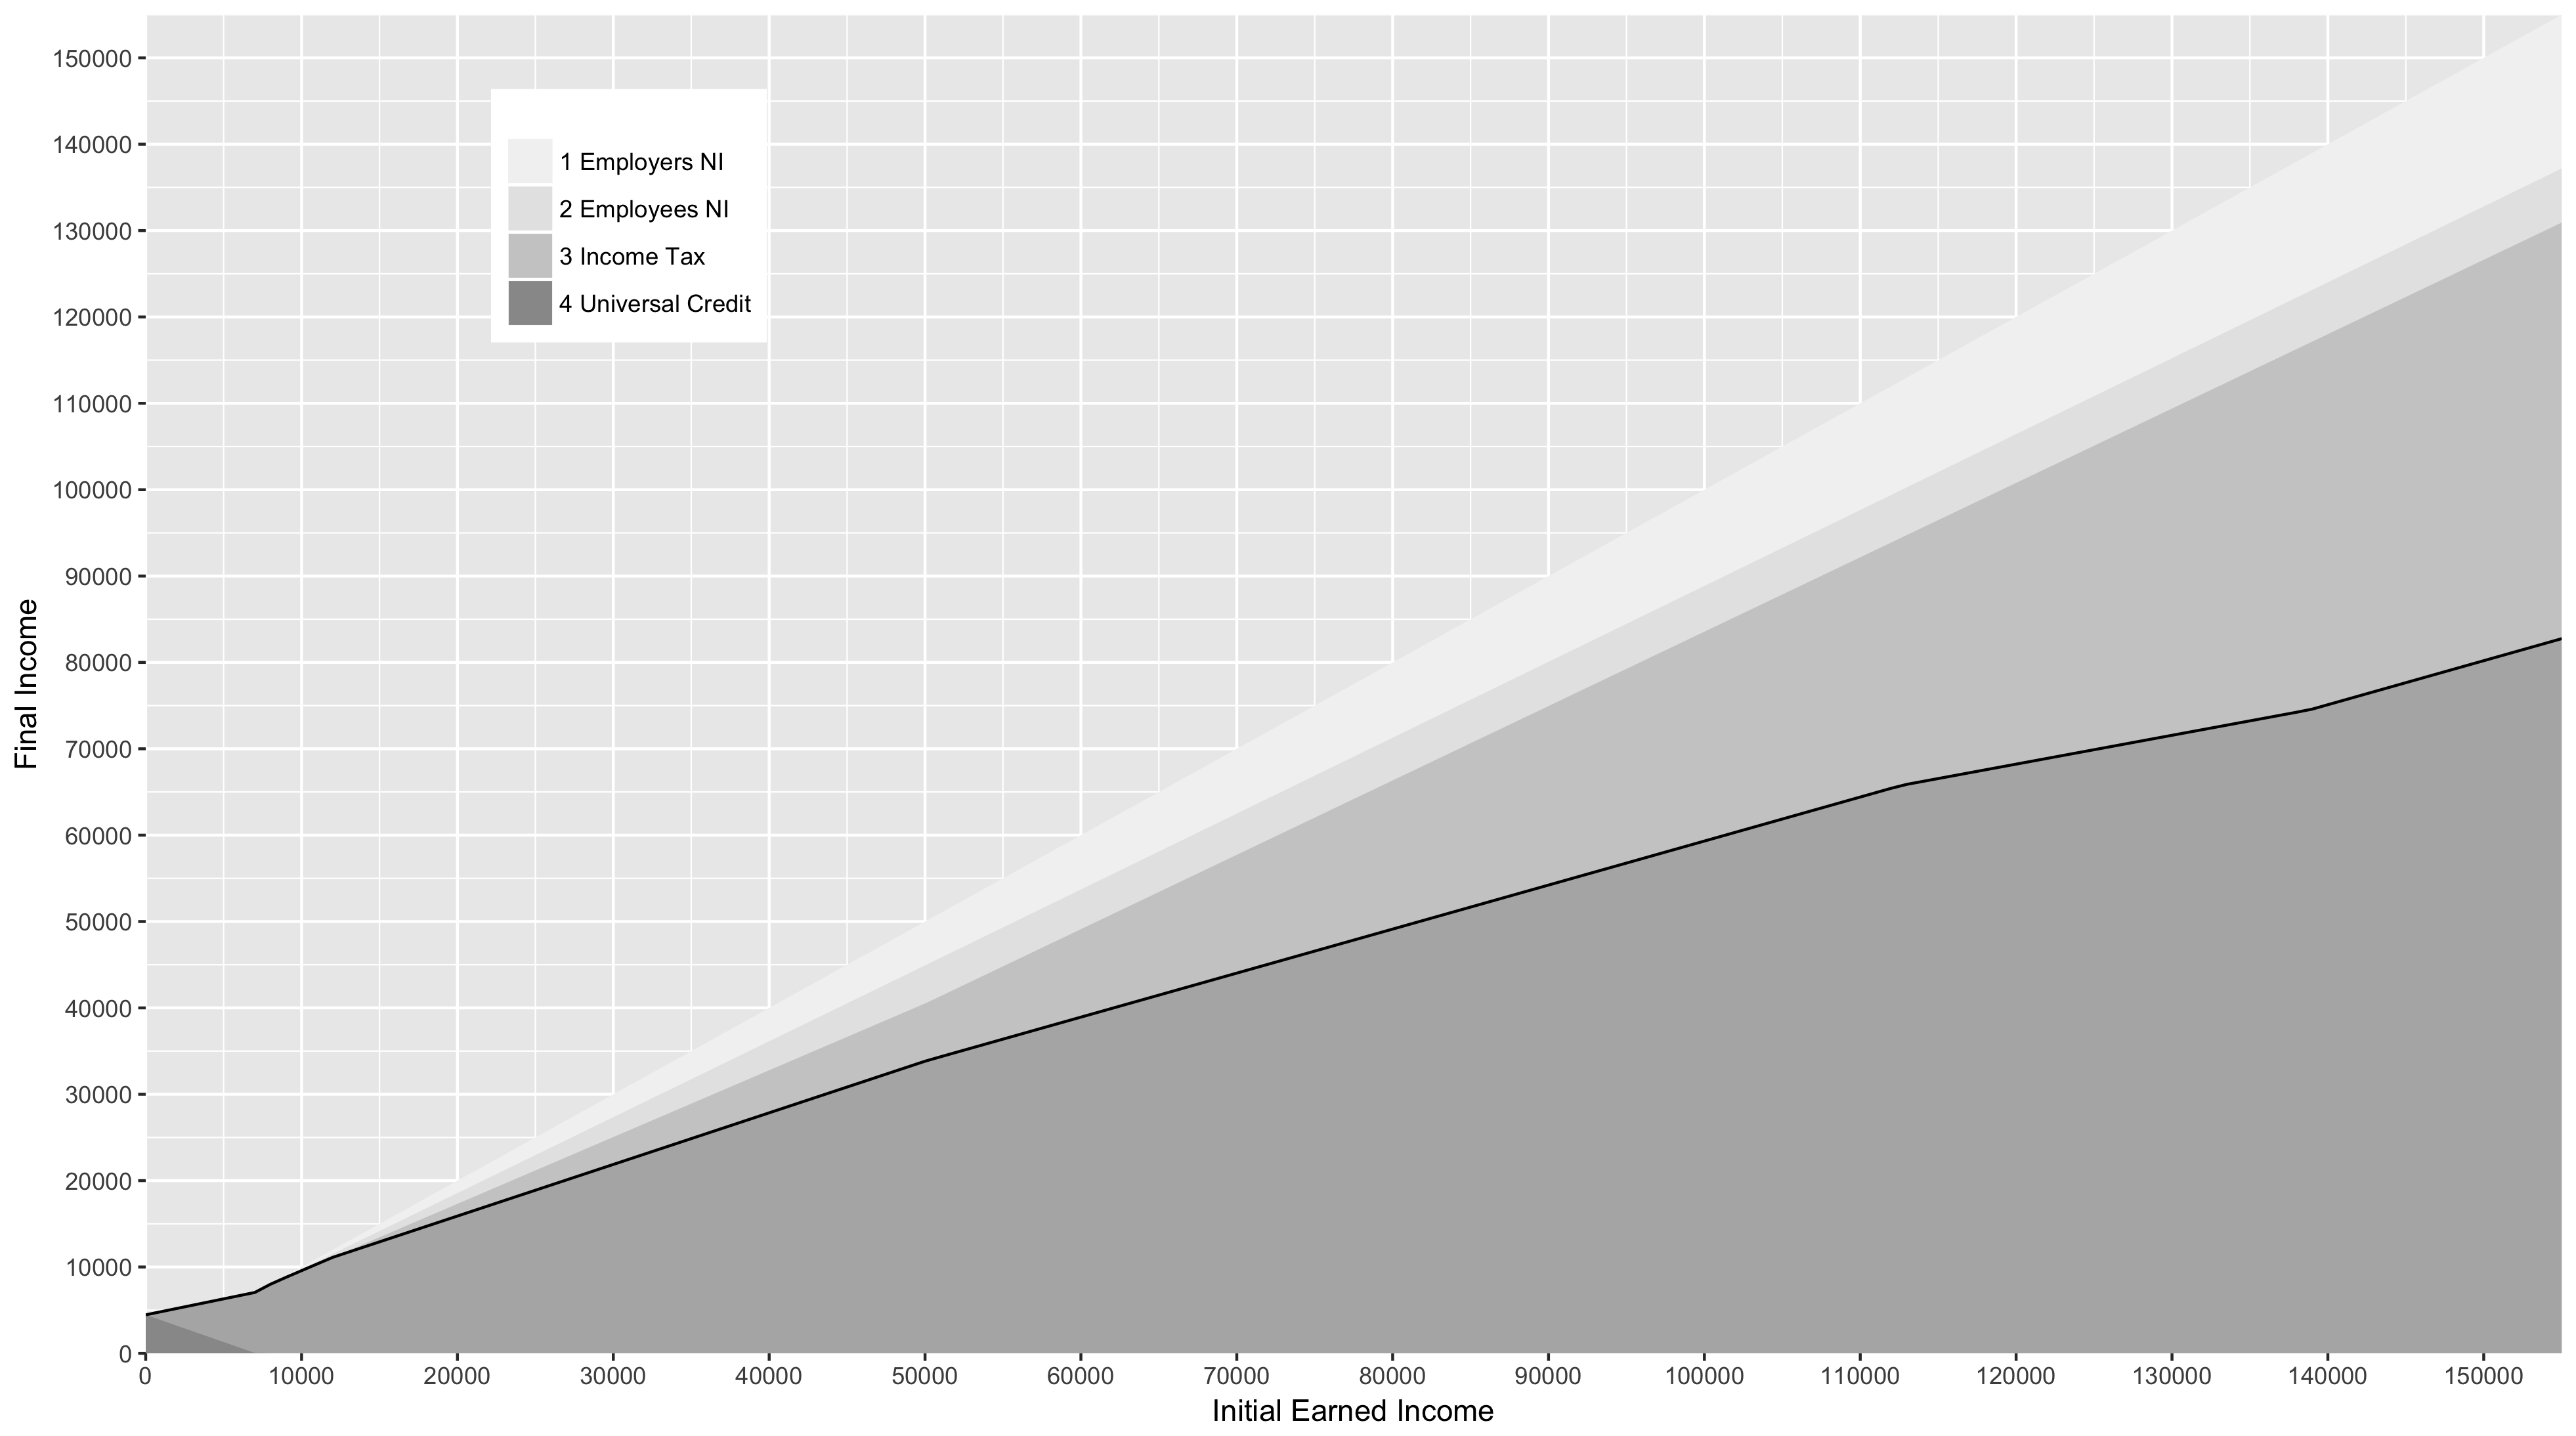 150000
140000
130000
120000
110000
100000
90000
80000
70000
60000
50000
40000
30000
20000
10000
0
Final Income
1 Employers NI
2 Employees NI
3 Income Tax
4 Universal Credit
0 10000 20000 30000 40000 50000 60000 70000 80000 90000 100000 110000 120000 130000 140000 150000
Initial Earned Income